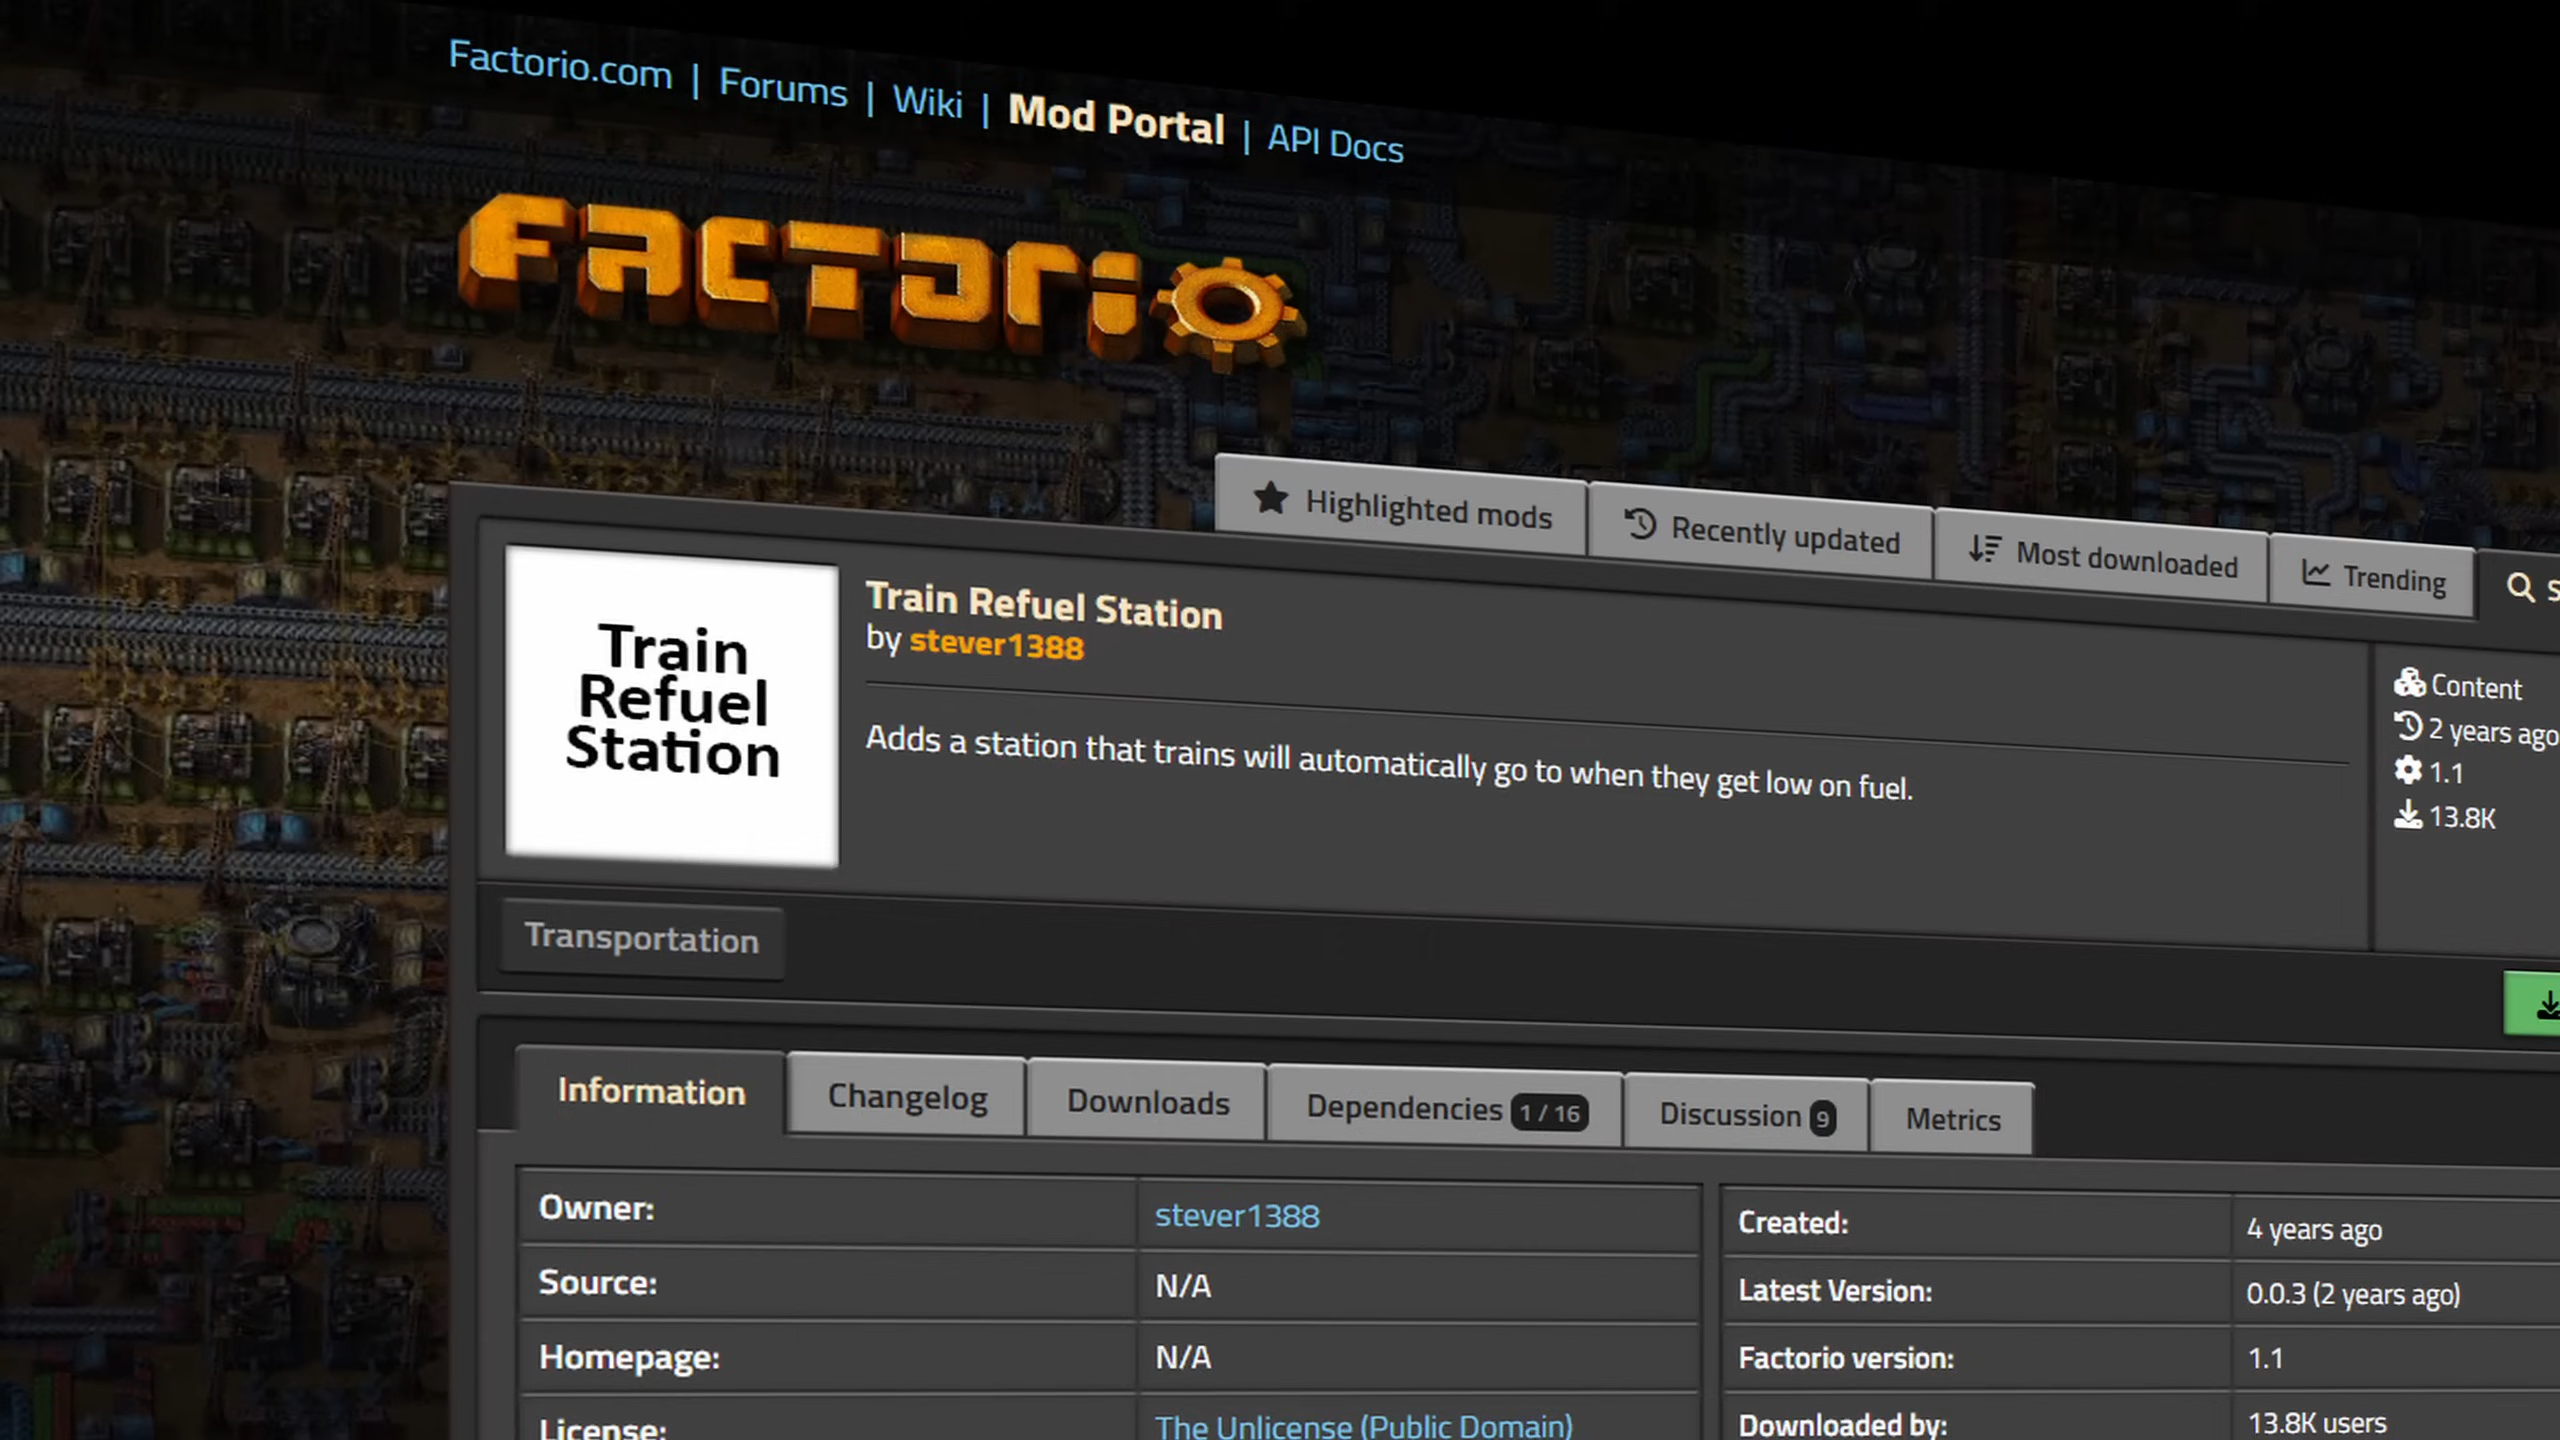 Factorio.com | Forums | Wiki | Mod Portal | API Docs
FACTORIO
Highlighted mods
Recently updated
Most downloaded
Trending
Train
Refuel
Station
Train Refuel Station
by stever1388
Adds a station that trains will automatically go to when they get low on fuel.
Content
2 years ago
1.1
13.8K
Transportation
Information
Changelog
Downloads
Dependencies 1 / 16
Discussion 9
Metrics
Owner: stever1388
Source: N/A
Homepage: N/A
License: The Unlicense (Public Domain)
Created: 4 years ago
Latest Version: 0.0.3 (2 years ago)
Factorio version: 1.1
Downloaded by: 13.8K users